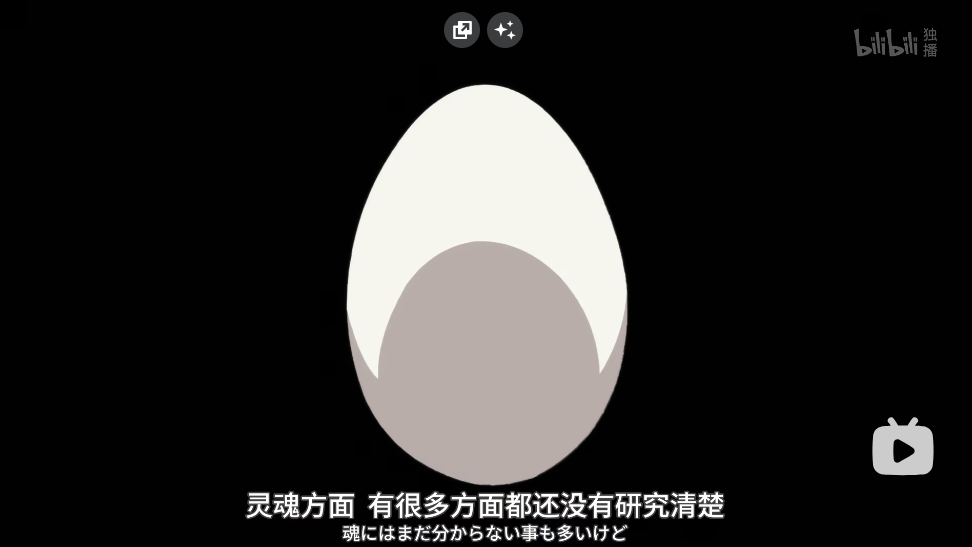 bilibili 独播
灵魂方面 有很多方面都还没有研究清楚
魂にはまだ分からない事も多いけど